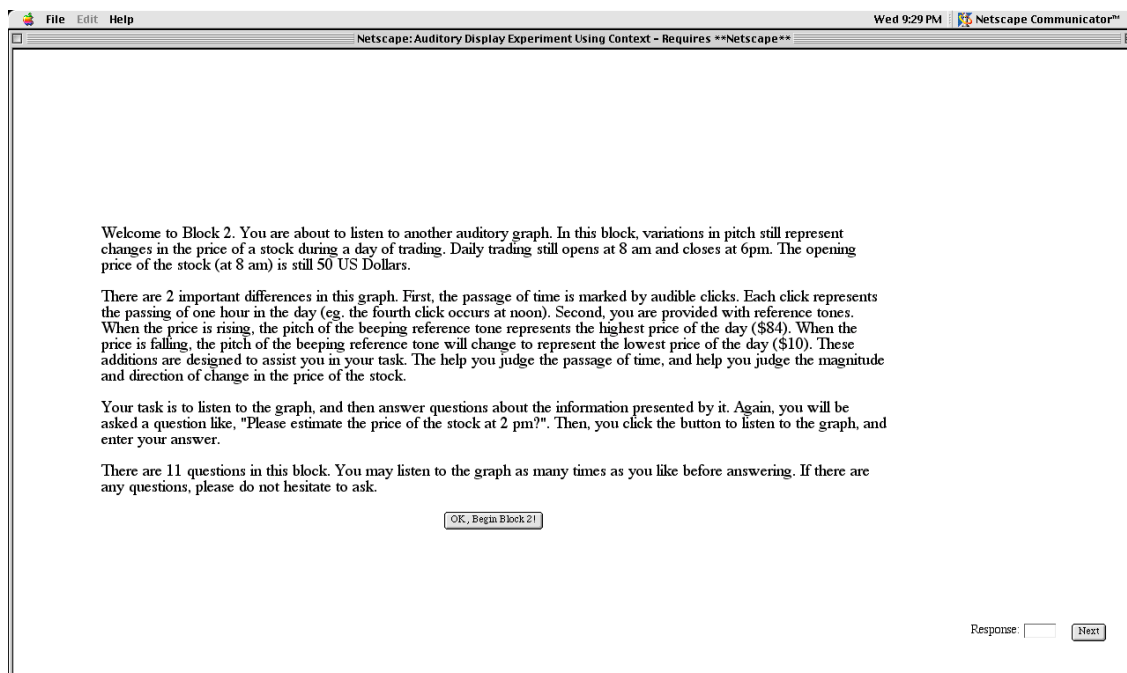 File Edit Help Wed 9:29 PM Netscape Communicator™
Netscape: Auditory Display Experiment Using Context - Requires **Netscape**
Welcome to Block 2. You are about to listen to another auditory graph. In this block, variations in pitch still represent
changes in the price of a stock during a day of trading. Daily trading still opens at 8 am and closes at 6pm. The opening
price of the stock (at 8 am) is still 50 US Dollars.
There are 2 important differences in this graph. First, the passage of time is marked by audible clicks. Each click represents
the passing of one hour in the day (eg. the fourth click occurs at noon). Second, you are provided with reference tones.
When the price is rising, the pitch of the beeping reference tone represents the highest price of the day ($84). When the
price is falling, the pitch of the beeping reference tone will change to represent the lowest price of the day ($10). These
additions are designed to assist you in your task. The help you judge the passage of time, and help you judge the magnitude
and direction of change in the price of the stock.
Your task is to listen to the graph, and then answer questions about the information presented by it. Again, you will be
asked a question like, "Please estimate the price of the stock at 2 pm?". Then, you click the button to listen to the graph, and
enter your answer.
There are 11 questions in this block. You may listen to the graph as many times as you like before answering. If there are
any questions, please do not hesitate to ask.
OK, Begin Block 2!
Response: Next